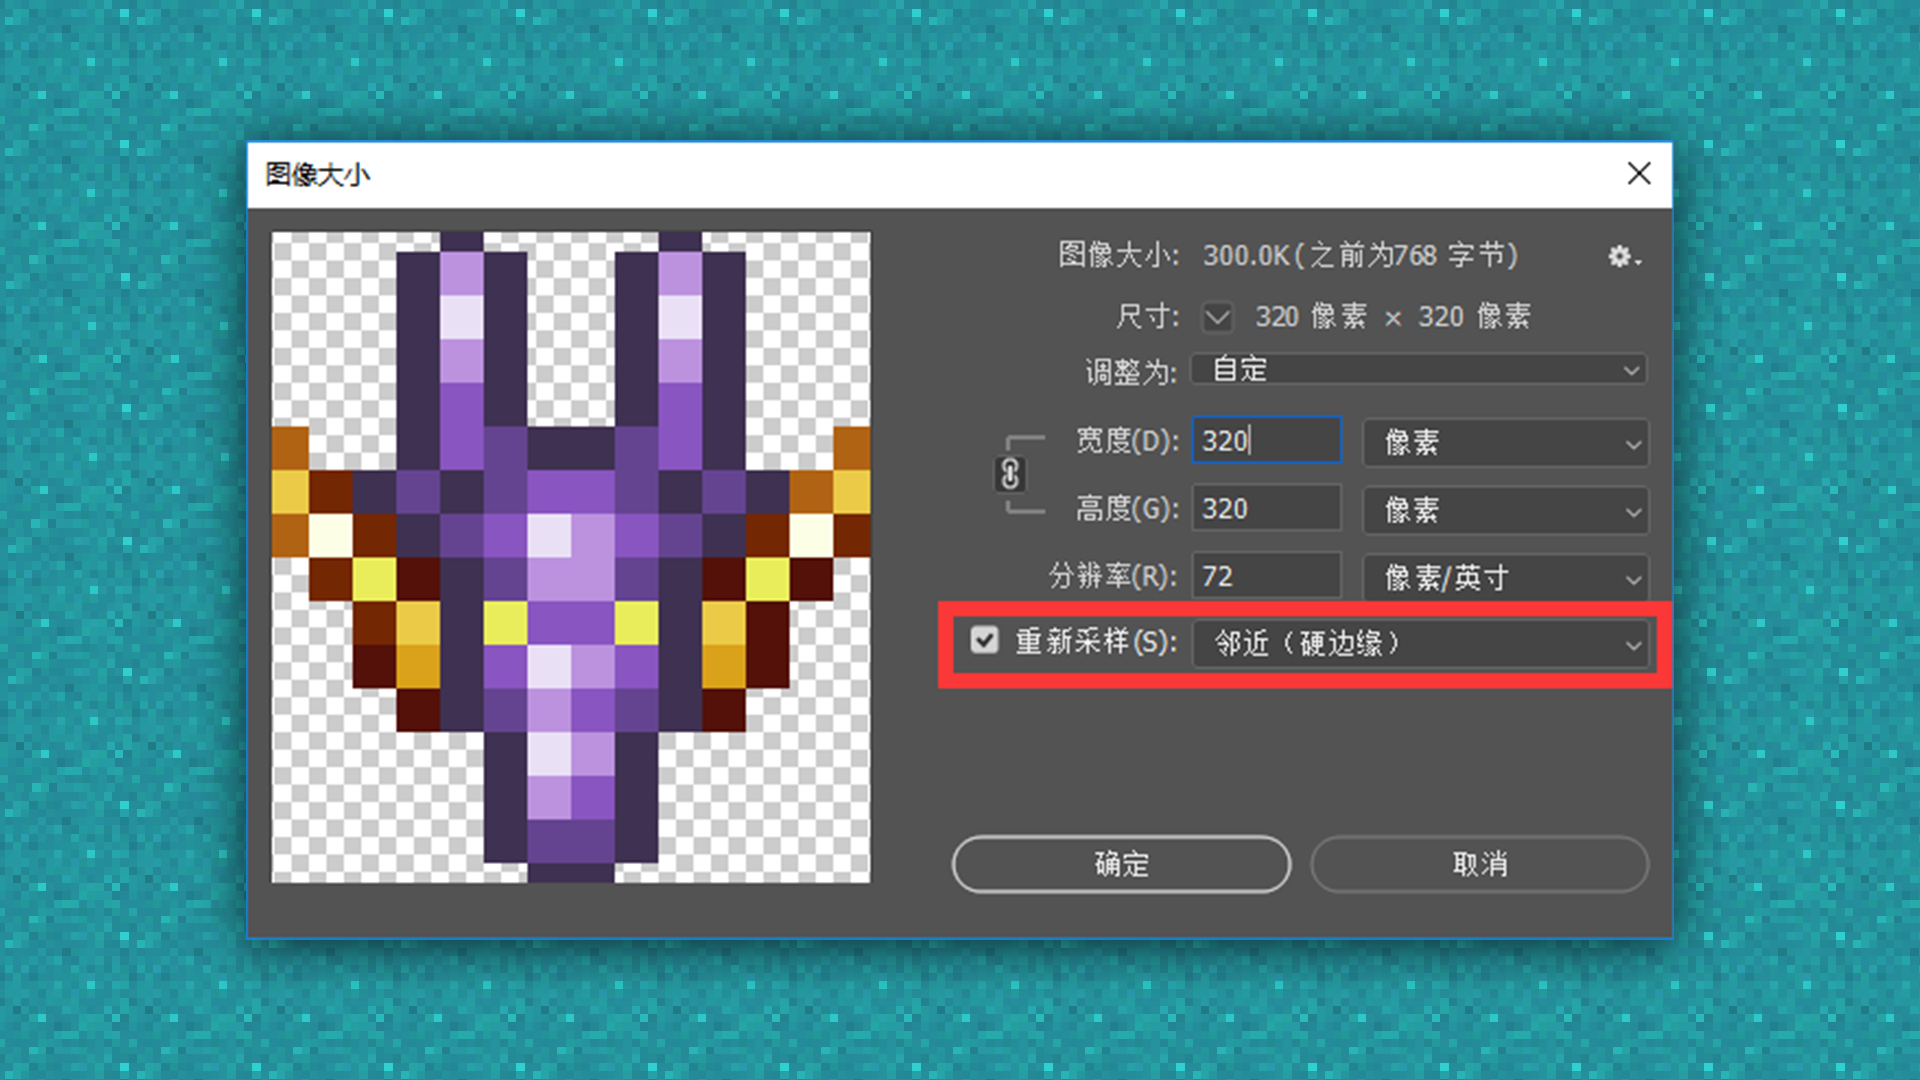 图像大小
图像大小: 300.0K(之前为768 字节)
尺寸: 320 像素 × 320 像素
调整为: 自定
宽度(D): 320 像素
高度(G): 320 像素
分辨率(R): 72 像素/英寸
重新采样(S): 邻近（硬边缘）
确定 取消